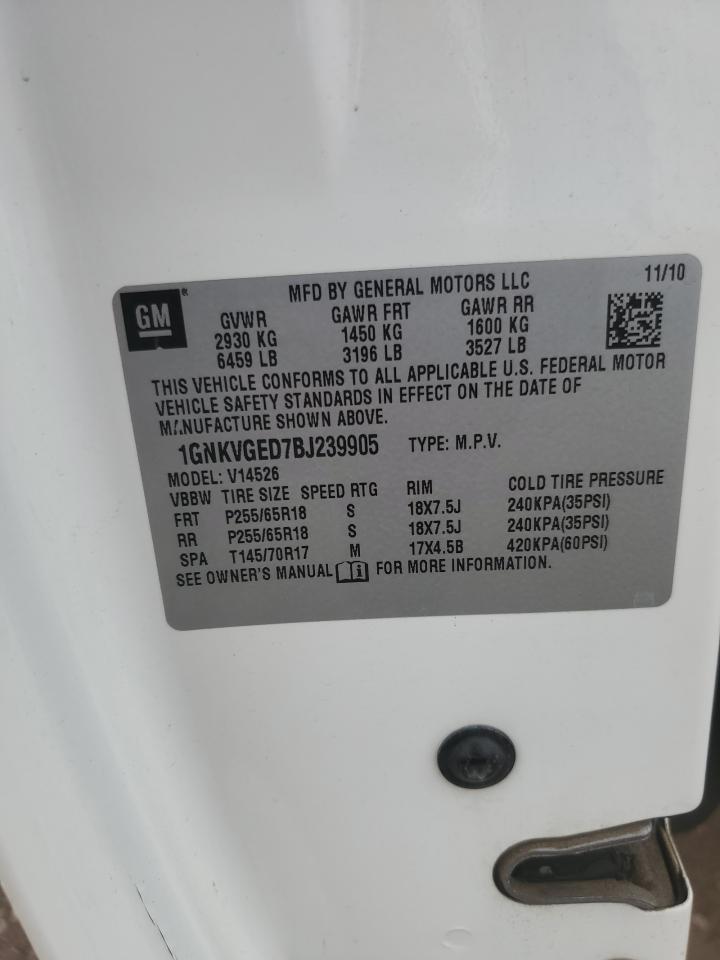 GM®
MFD BY GENERAL MOTORS LLC 11/10
GVWR GAWR FRT GAWR RR
2930 KG 1450 KG 1600 KG
6459 LB 3196 LB 3527 LB
THIS VEHICLE CONFORMS TO ALL APPLICABLE U.S. FEDERAL MOTOR
VEHICLE SAFETY STANDARDS IN EFFECT ON THE DATE OF
MANUFACTURE SHOWN ABOVE.
1GNKVGED7BJ239905 TYPE: M.P.V.
MODEL: V14526
VBBW TIRE SIZE SPEED RTG RIM COLD TIRE PRESSURE
FRT P255/65R18 S 18X7.5J 240KPA(35PSI)
RR P255/65R18 S 18X7.5J 240KPA(35PSI)
SPA T145/70R17 M 17X4.5B 420KPA(60PSI)
SEE OWNER'S MANUAL FOR MORE INFORMATION.